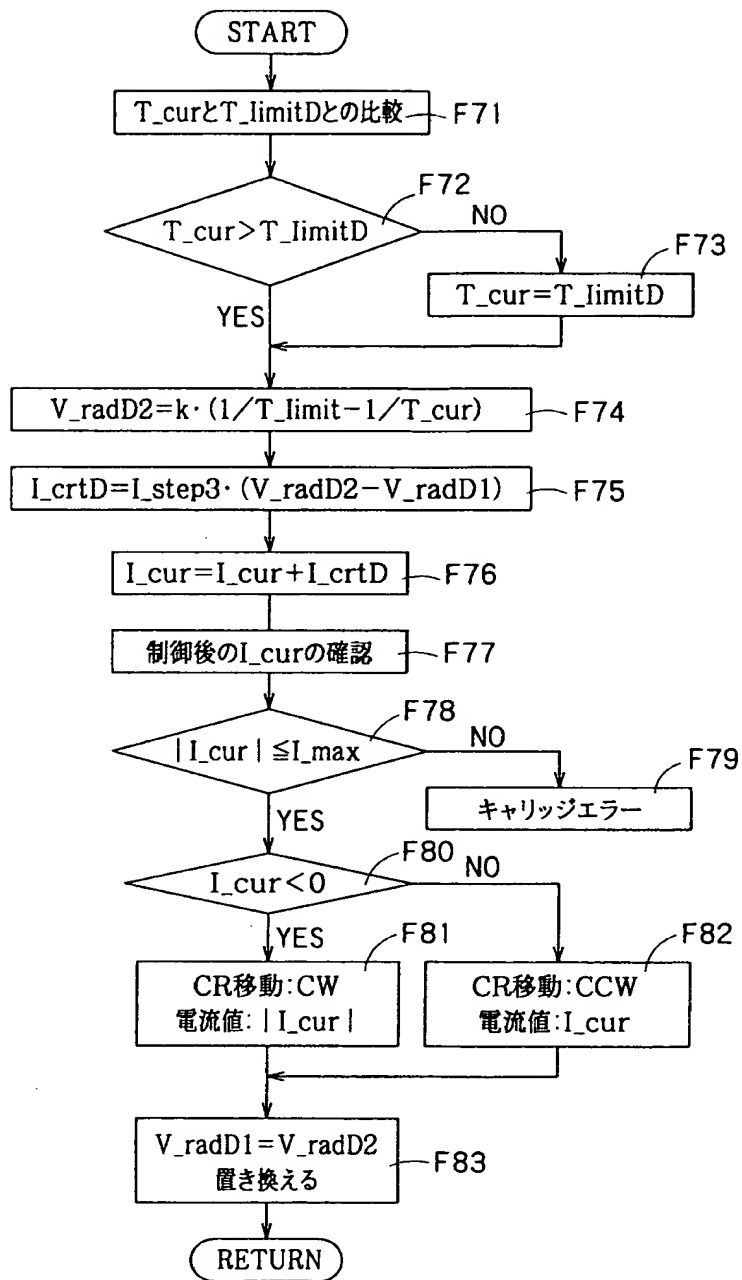 START
T_curとT_limitDとの比較
F71
F72
T_cur>T_limitD
NO
F73
T_cur=T_limitD
YES
V_radD2=k·(1/T_limit-1/T_cur)
F74
I_crtD=I_step3·(V_radD2-V_radD1)
F75
I_cur=I_cur+I_crtD
F76
制御後のI_curの確認
F77
F78
|I_cur|≦I_max
NO
F79
キャリッジエラー
YES
F80
I_cur<0
NO
YES
F81
F82
CR移動:CW
電流値:|I_cur|
CR移動:CCW
電流値:I_cur
V_radD1=V_radD2
置き換える
F83
RETURN